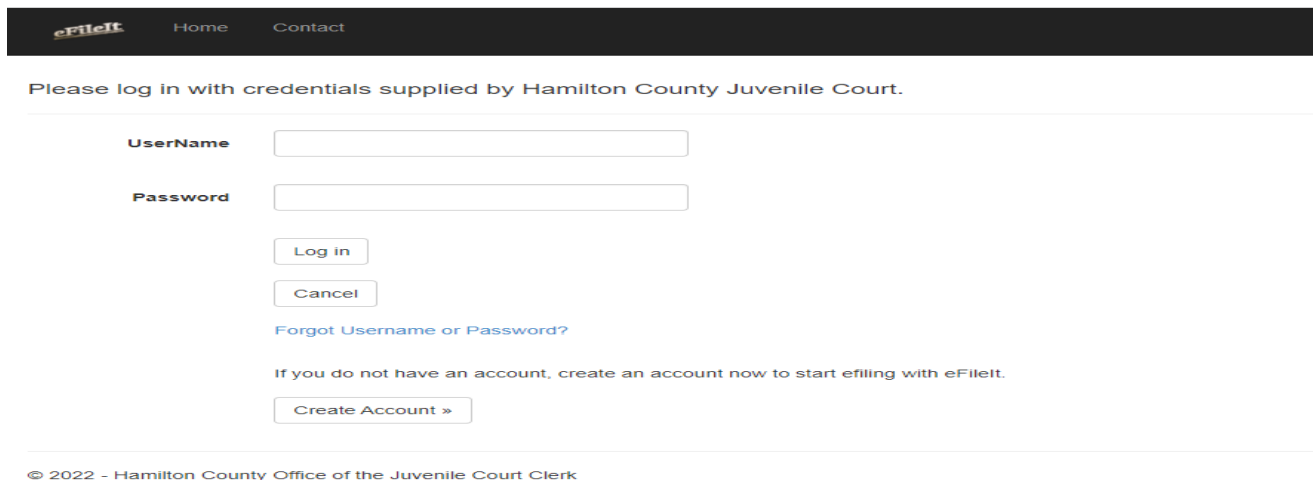 eFileIt Home Contact
Please log in with credentials supplied by Hamilton County Juvenile Court.
UserName
Password
Log in
Cancel
Forgot Username or Password?
If you do not have an account, create an account now to start efiling with eFileIt.
Create Account »
© 2022 - Hamilton County Office of the Juvenile Court Clerk